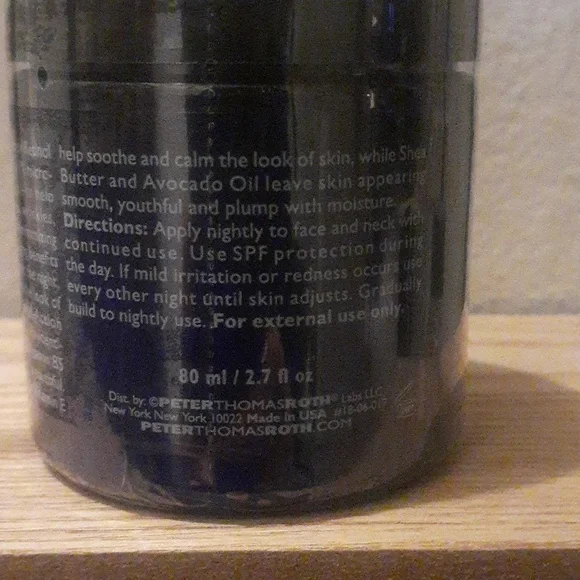 help soothe and calm the look of skin, while Shea
Butter and Avocado Oil leave skin appearing
smooth, youthful and plump with moisture.
Directions: Apply nightly to face and neck with
continued use. Use SPF protection during
the day. If mild irritation or redness occurs use
every other night until skin adjusts. Gradually
build to nightly use. For external use only.
80 ml / 2.7 fl oz
Dist. by: ©PETERTHOMASROTH® Labs LLC
New York New York 10022 Made in USA
PETERTHOMASROTH.COM